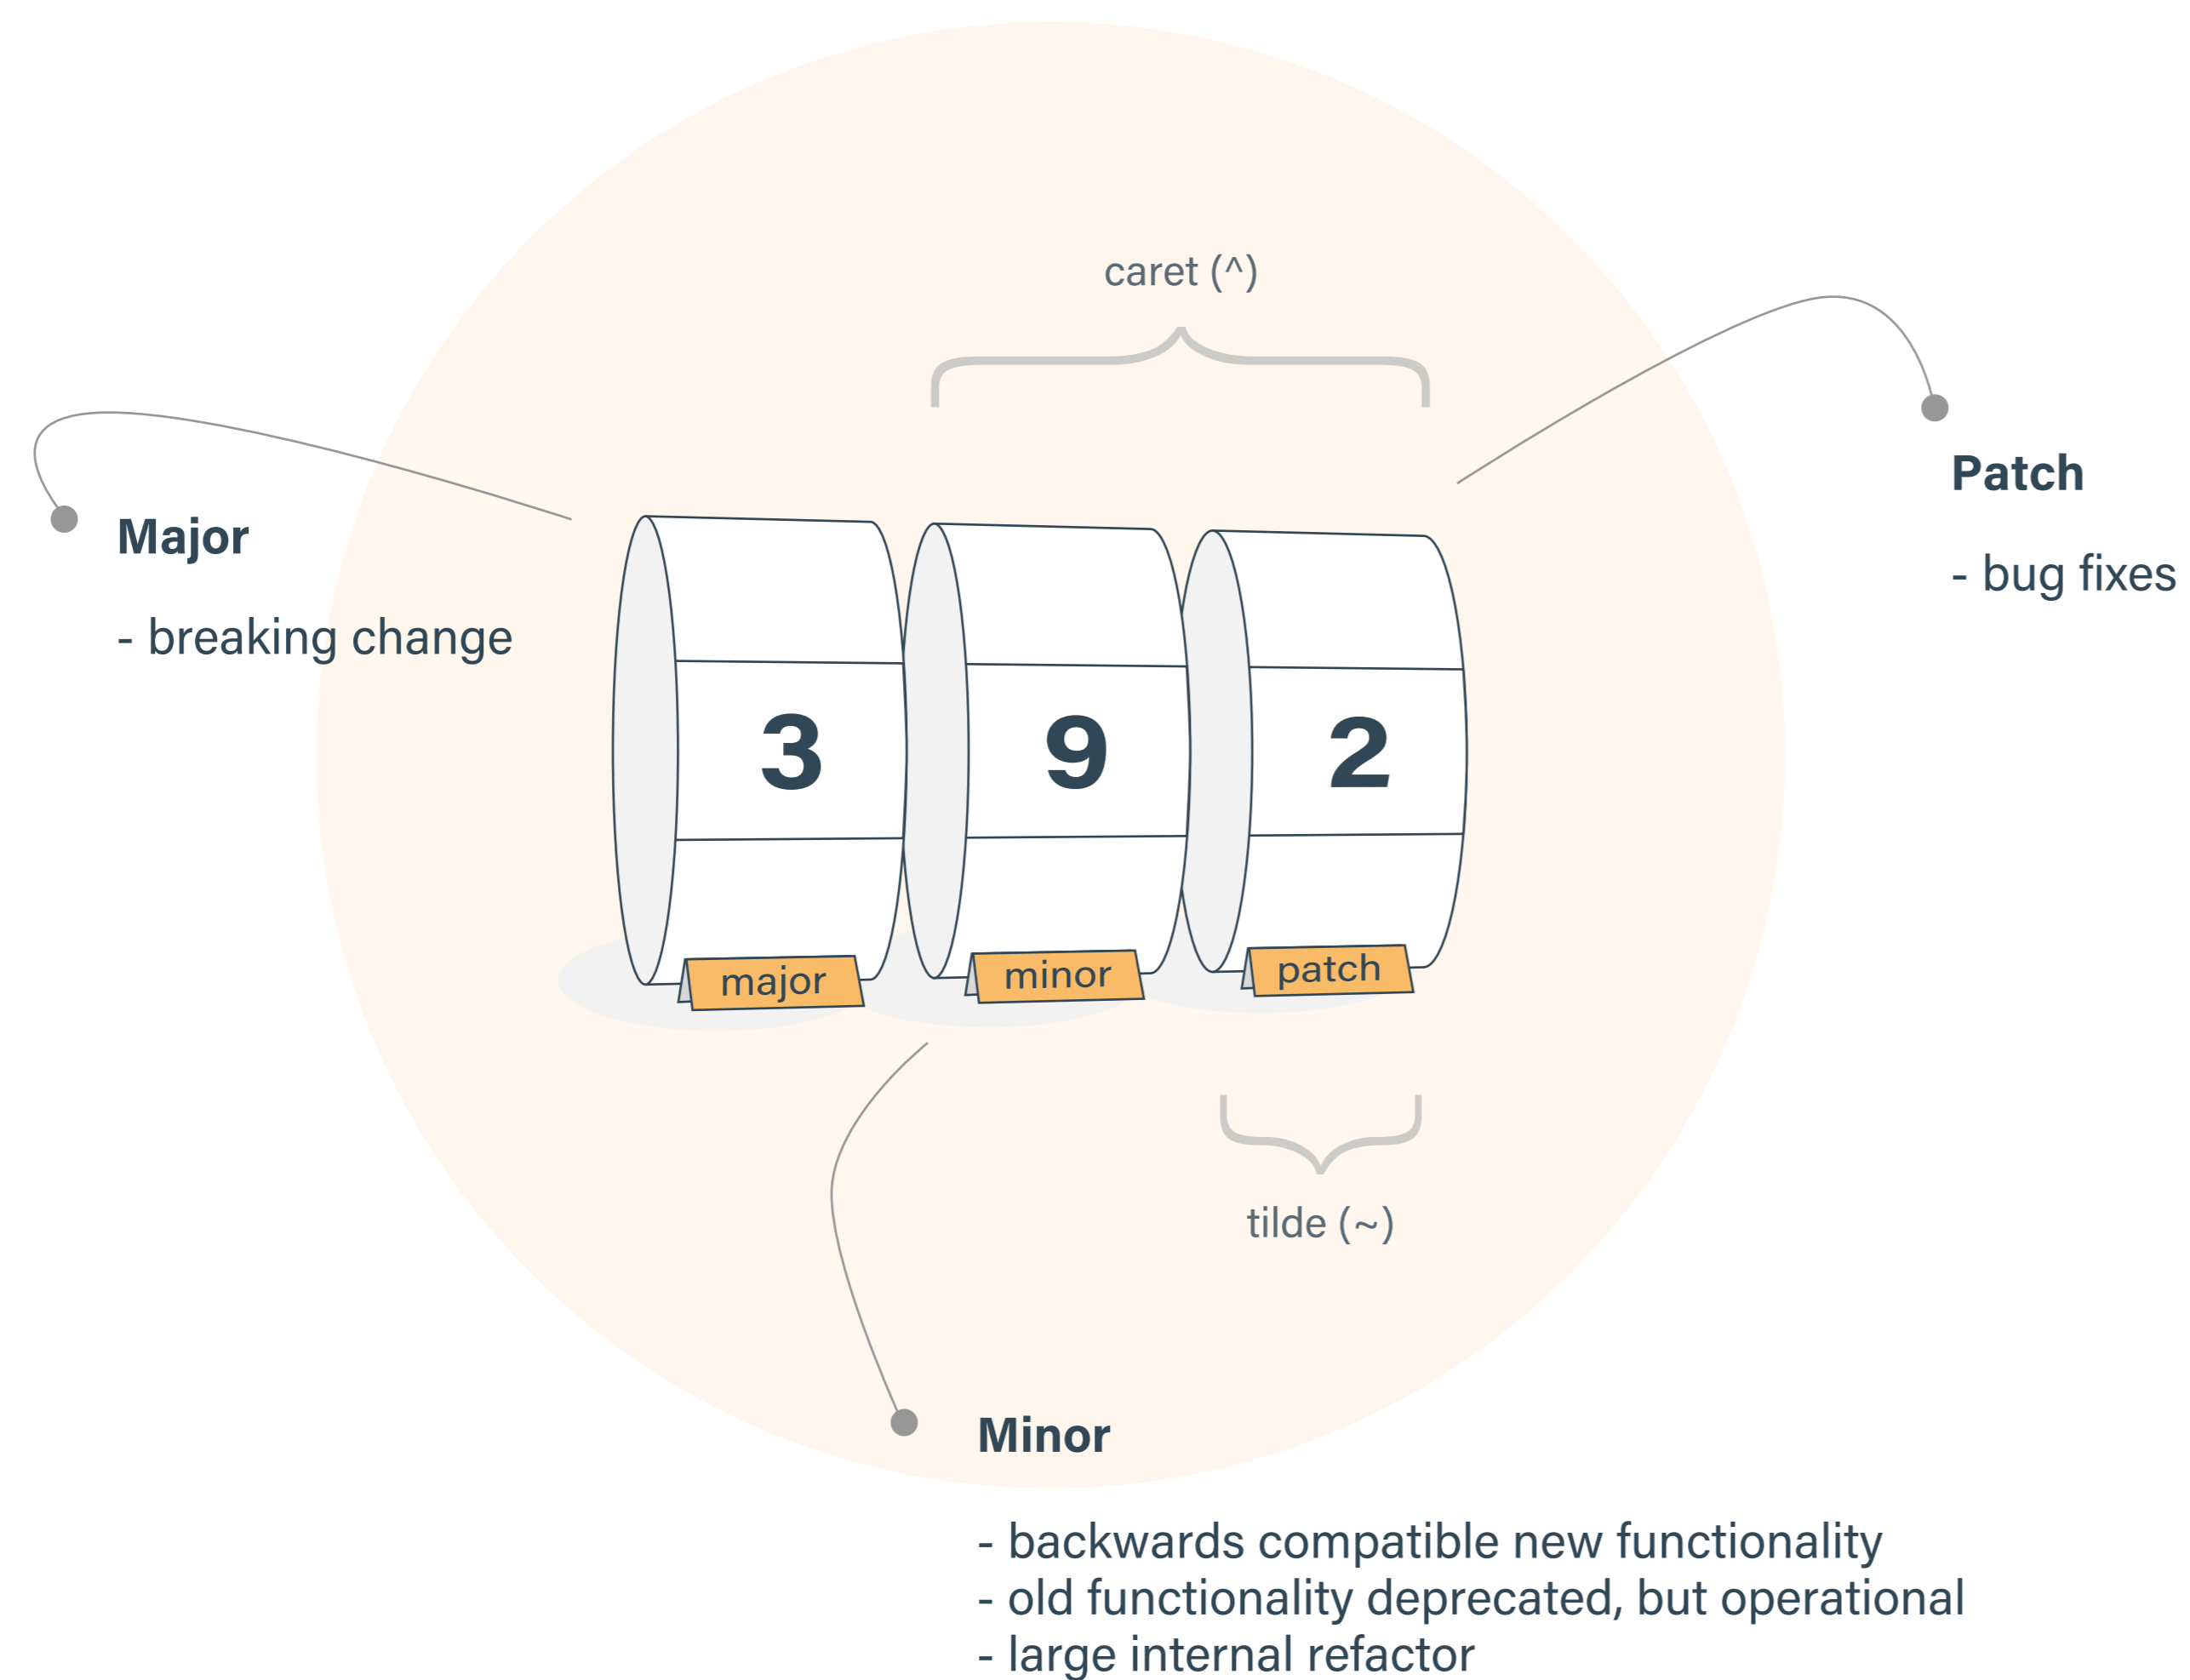 caret (^)
Major
- breaking change
Patch
- bug fixes
3 9 2
major minor patch
tilde (~)
Minor
- backwards compatible new functionality
- old functionality deprecated, but operational
- large internal refactor